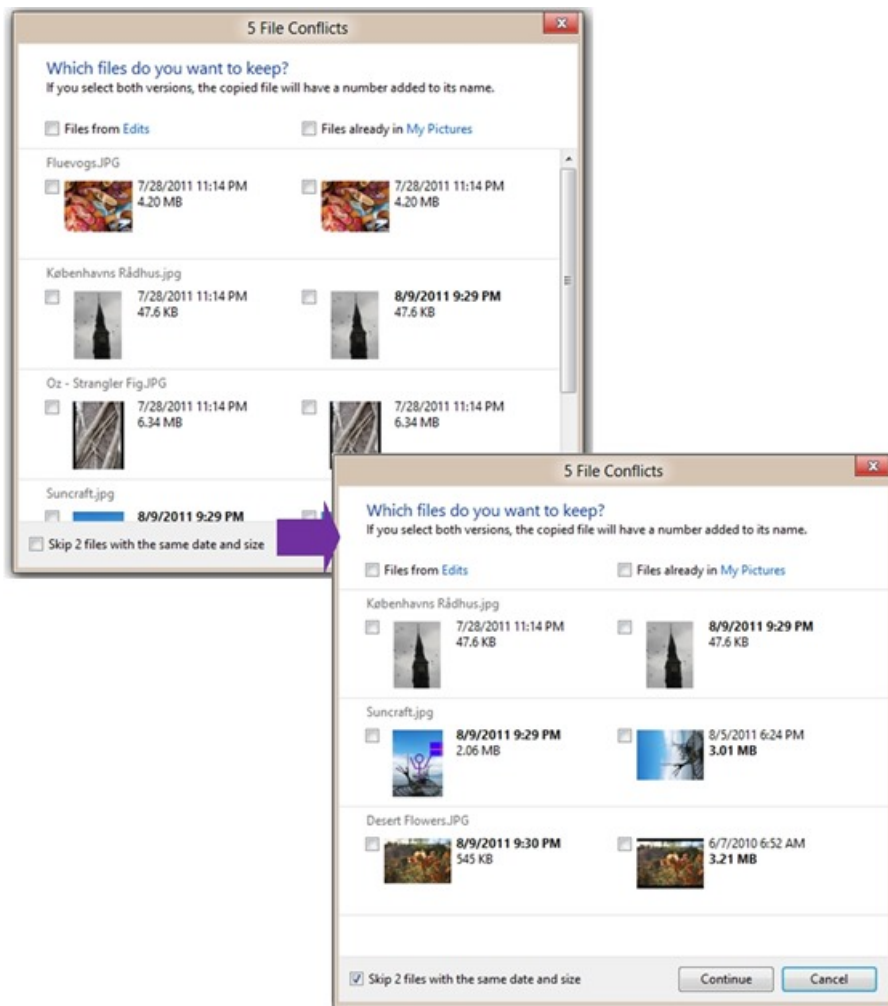 5 File Conflicts
Which files do you want to keep?
If you select both versions, the copied file will have a number added to its name.
Files from Edits
Files already in My Pictures
Fluevogs.JPG
7/28/2011 11:14 PM
4.20 MB
7/28/2011 11:14 PM
4.20 MB
Københavns Rådhus.jpg
7/28/2011 11:14 PM
47.6 KB
8/9/2011 9:29 PM
47.6 KB
Oz - Strangler Fig.JPG
7/28/2011 11:14 PM
6.34 MB
7/28/2011 11:14 PM
6.34 MB
Suncraft.jpg
8/9/2011 9:29 PM
Skip 2 files with the same date and size
5 File Conflicts
Which files do you want to keep?
If you select both versions, the copied file will have a number added to its name.
Files from Edits
Files already in My Pictures
Københavns Rådhus.jpg
7/28/2011 11:14 PM
47.6 KB
8/9/2011 9:29 PM
47.6 KB
Suncraft.jpg
8/9/2011 9:29 PM
2.06 MB
8/5/2011 6:24 PM
3.01 MB
Desert Flowers.JPG
8/9/2011 9:30 PM
545 KB
6/7/2010 6:52 AM
3.21 MB
Skip 2 files with the same date and size
Continue
Cancel